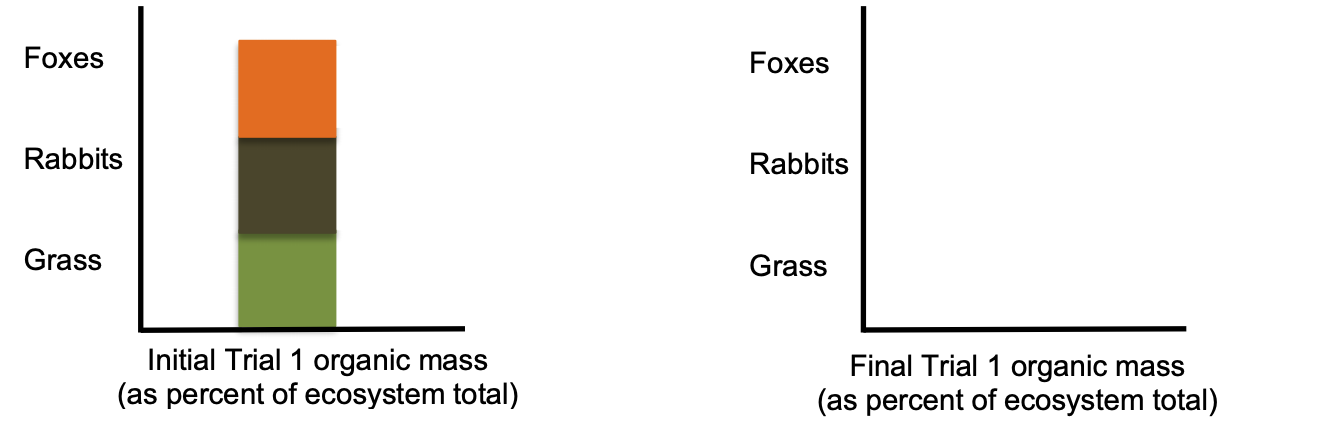 Foxes
Rabbits
Grass
Initial Trial 1 organic mass
(as percent of ecosystem total)
Foxes
Rabbits
Grass
Final Trial 1 organic mass
(as percent of ecosystem total)